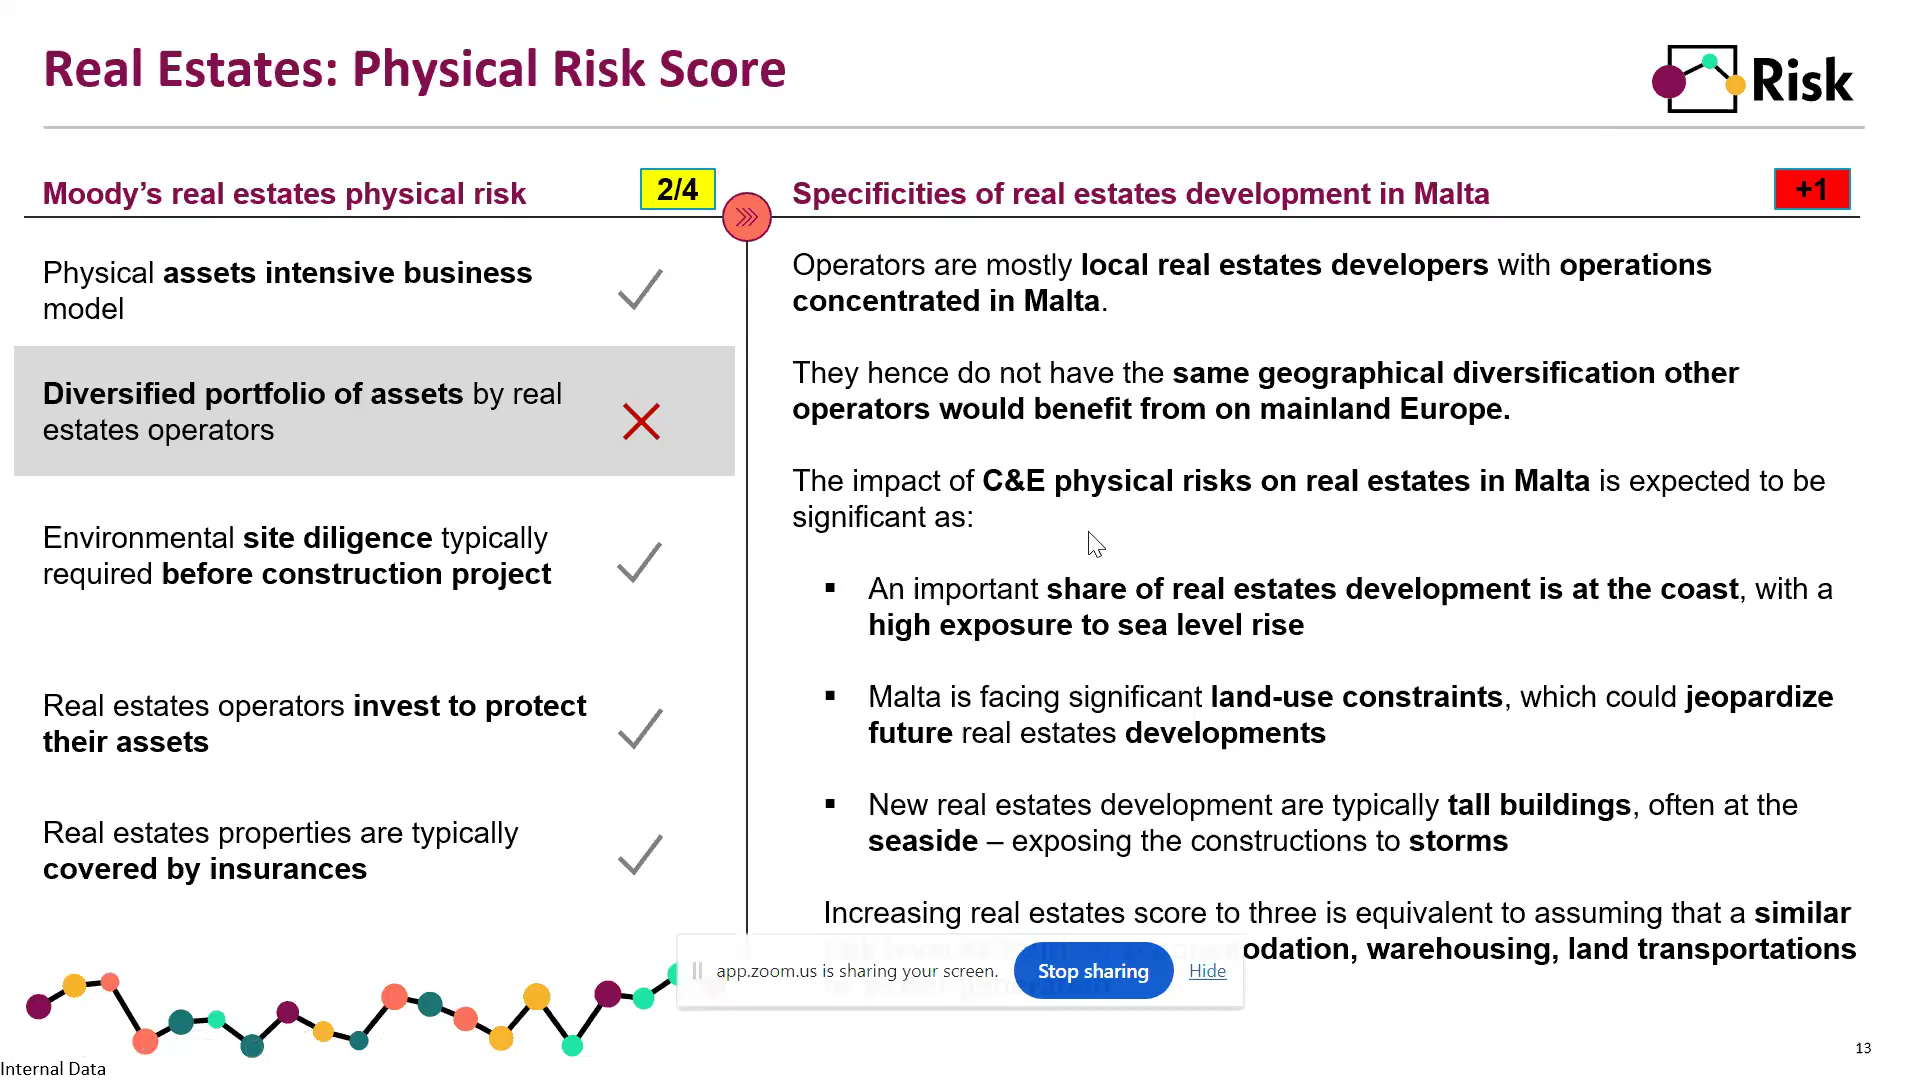 Real Estates: Physical Risk Score
Risk
Moody’s real estates physical risk
2/4
Physical assets intensive business
model
Diversified portfolio of assets by real
estates operators
Environmental site diligence typically
required before construction project
Real estates operators invest to protect
their assets
Real estates properties are typically
covered by insurances
Specificities of real estates development in Malta
+1
Operators are mostly local real estates developers with operations
concentrated in Malta.
They hence do not have the same geographical diversification other
operators would benefit from on mainland Europe.
The impact of C&E physical risks on real estates in Malta is expected to be
significant as:
▪ An important share of real estates development is at the coast, with a
high exposure to sea level rise
▪ Malta is facing significant land-use constraints, which could jeopardize
future real estates developments
▪ New real estates development are typically tall buildings, often at the
seaside – exposing the constructions to storms
Increasing real estates score to three is equivalent to assuming that a similar
odation, warehousing, land transportations
app.zoom.us is sharing your screen.
Stop sharing
Hide
13
Internal Data